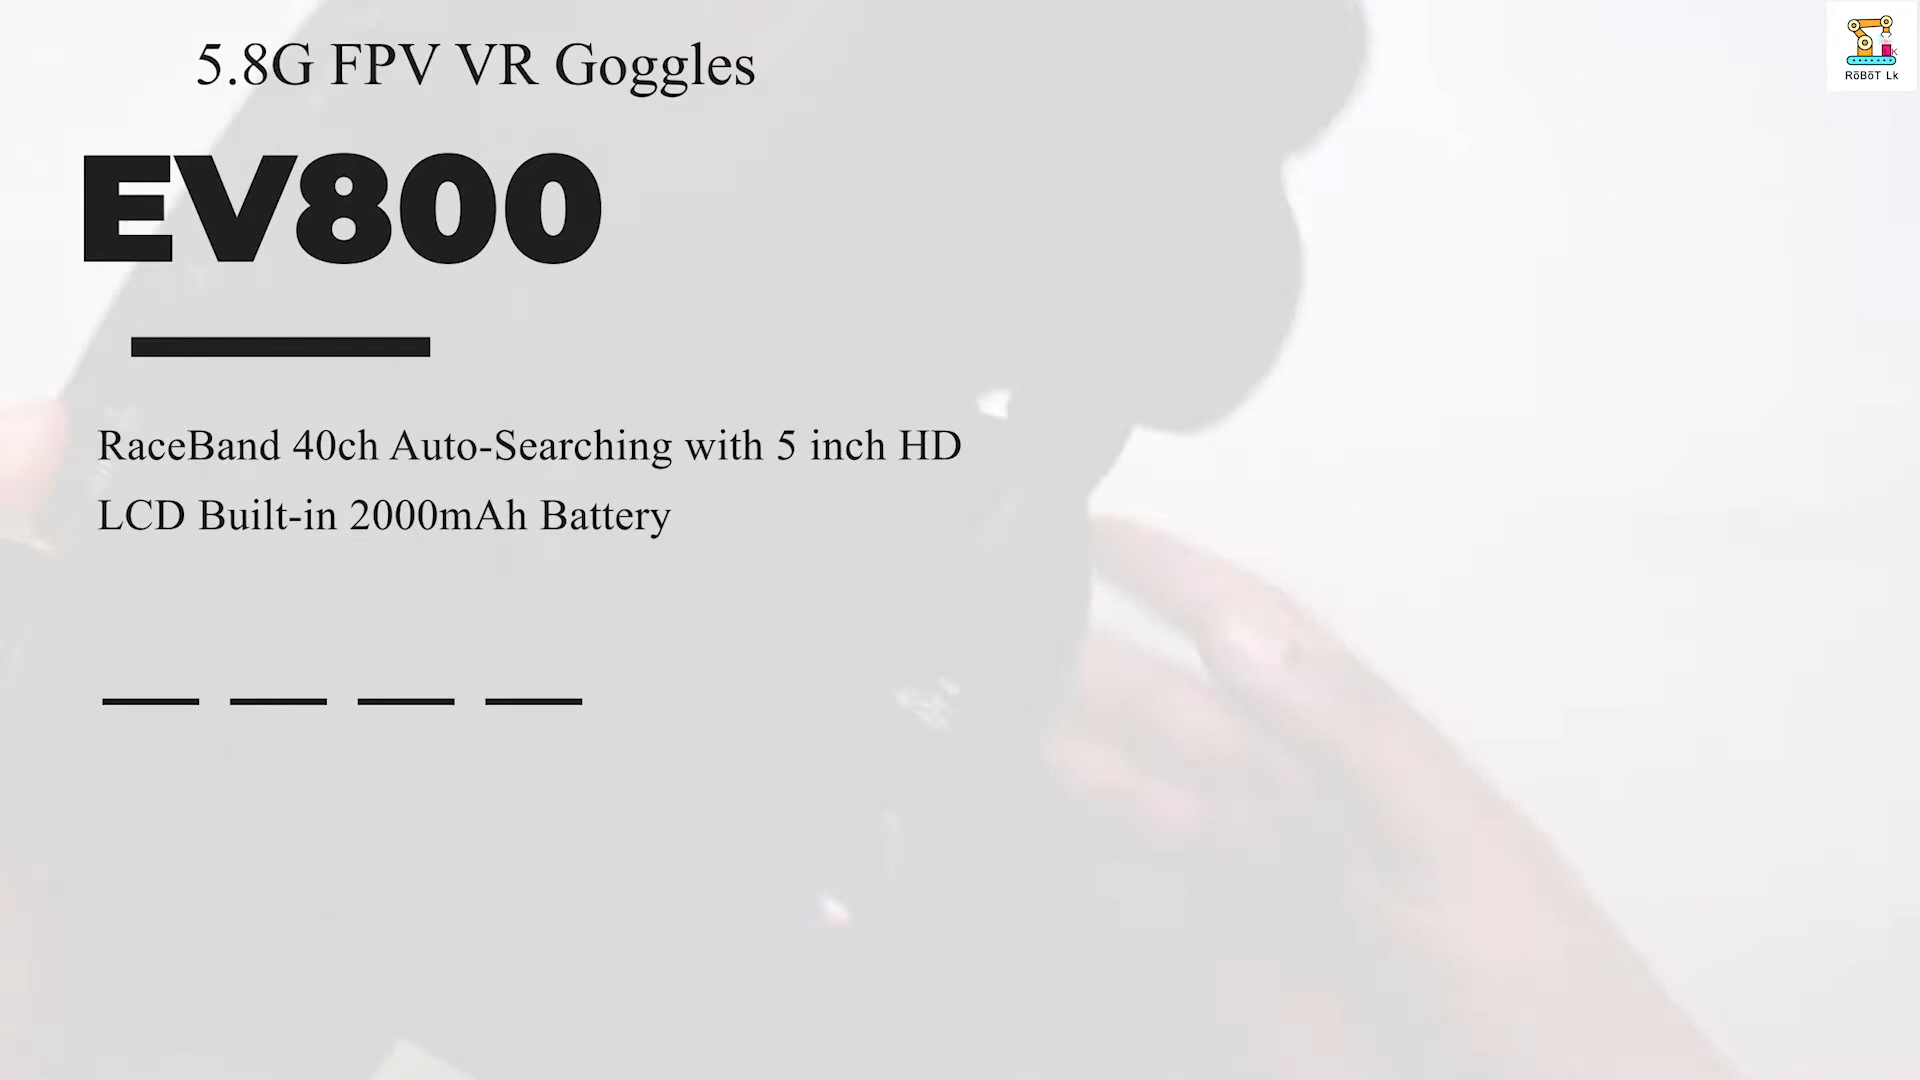 5.8G FPV VR Goggles
EV800
RaceBand 40ch Auto-Searching with 5 inch HD
LCD Built-in 2000mAh Battery
RōBōT Lk